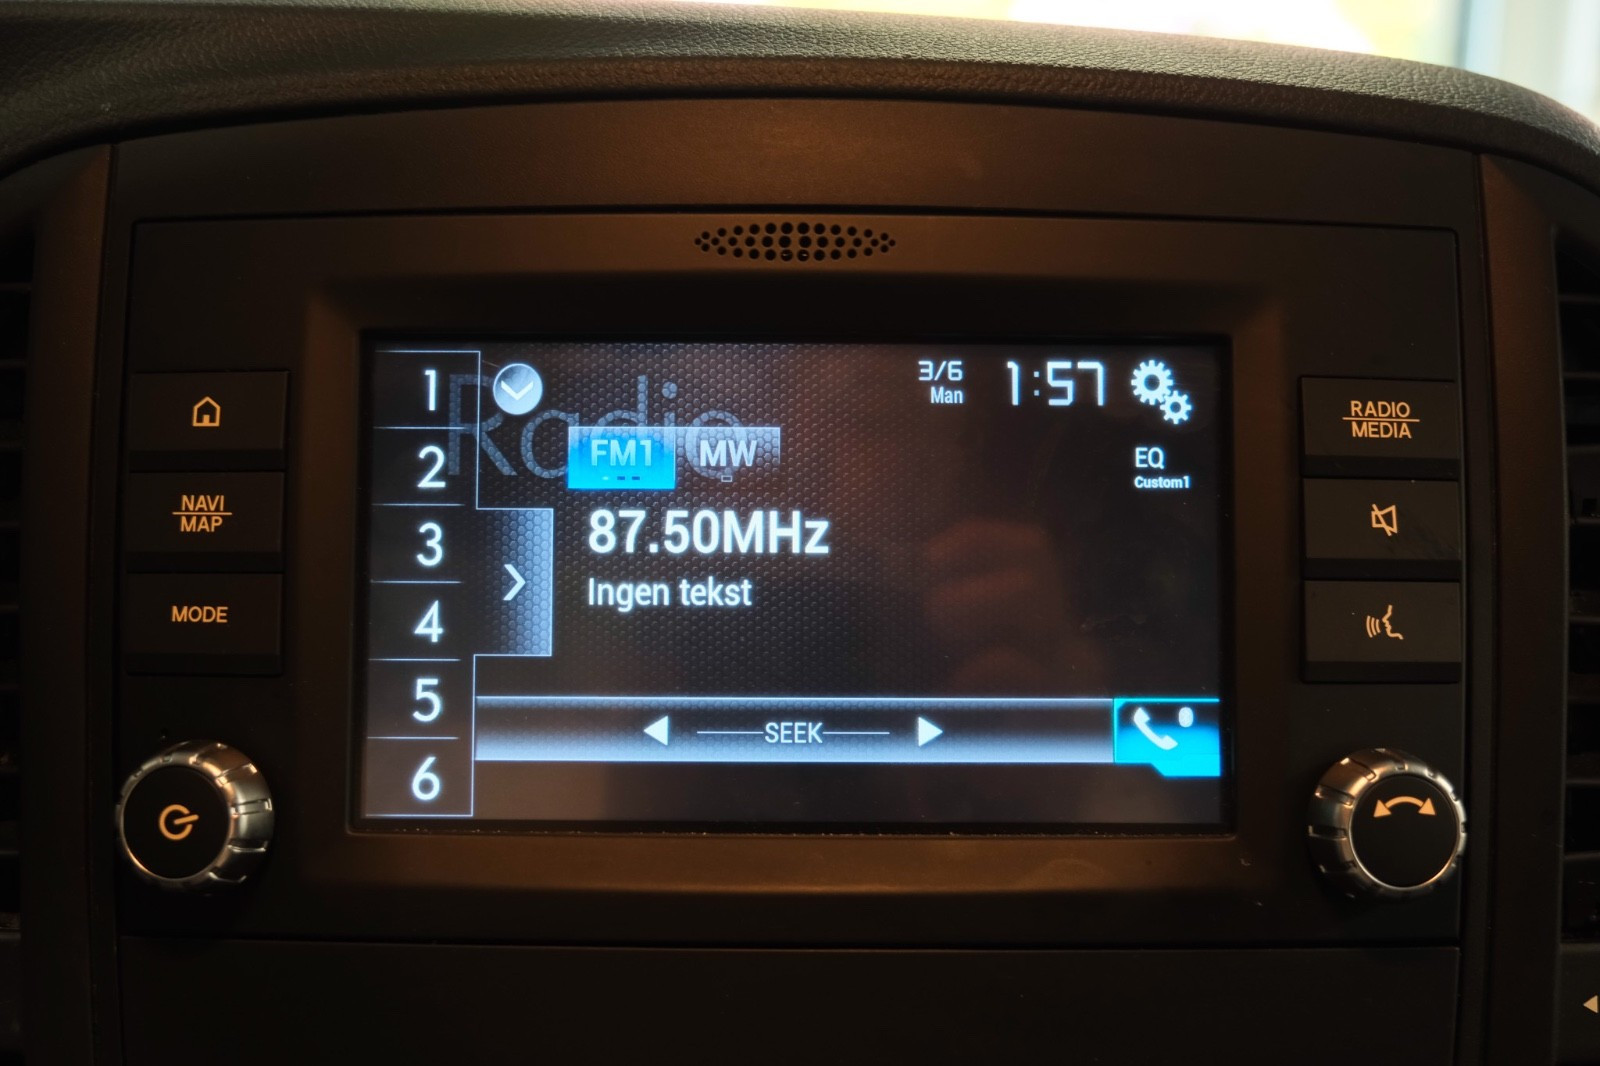 Radio
3/6
Man
1:57
FM1
MW
EQ
Custom1
87.50MHz
Ingen tekst
SEEK
1
2
3
4
5
6
NAVI
MAP
MODE
RADIO
MEDIA